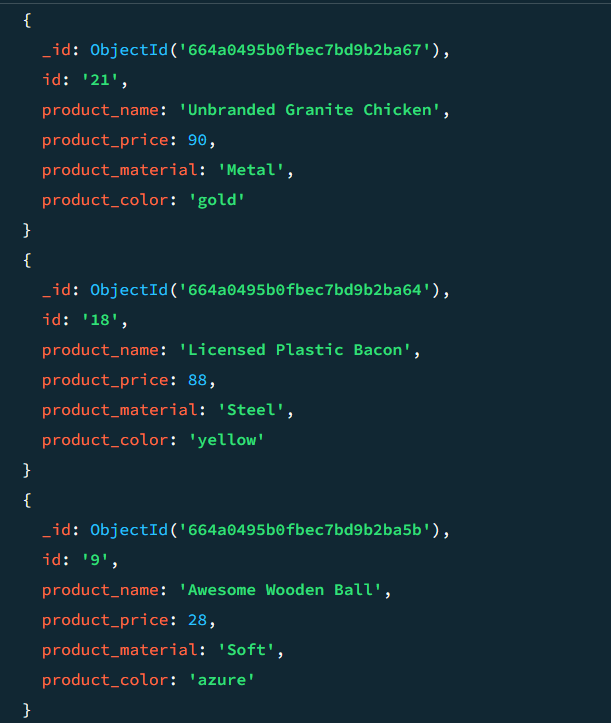 {
_id: ObjectId('664a0495b0fbec7bd9b2ba67'),
id: '21',
product_name: 'Unbranded Granite Chicken',
product_price: 90,
product_material: 'Metal',
product_color: 'gold'
}
{
_id: ObjectId('664a0495b0fbec7bd9b2ba64'),
id: '18',
product_name: 'Licensed Plastic Bacon',
product_price: 88,
product_material: 'Steel',
product_color: 'yellow'
}
{
_id: ObjectId('664a0495b0fbec7bd9b2ba5b'),
id: '9',
product_name: 'Awesome Wooden Ball',
product_price: 28,
product_material: 'Soft',
product_color: 'azure'
}